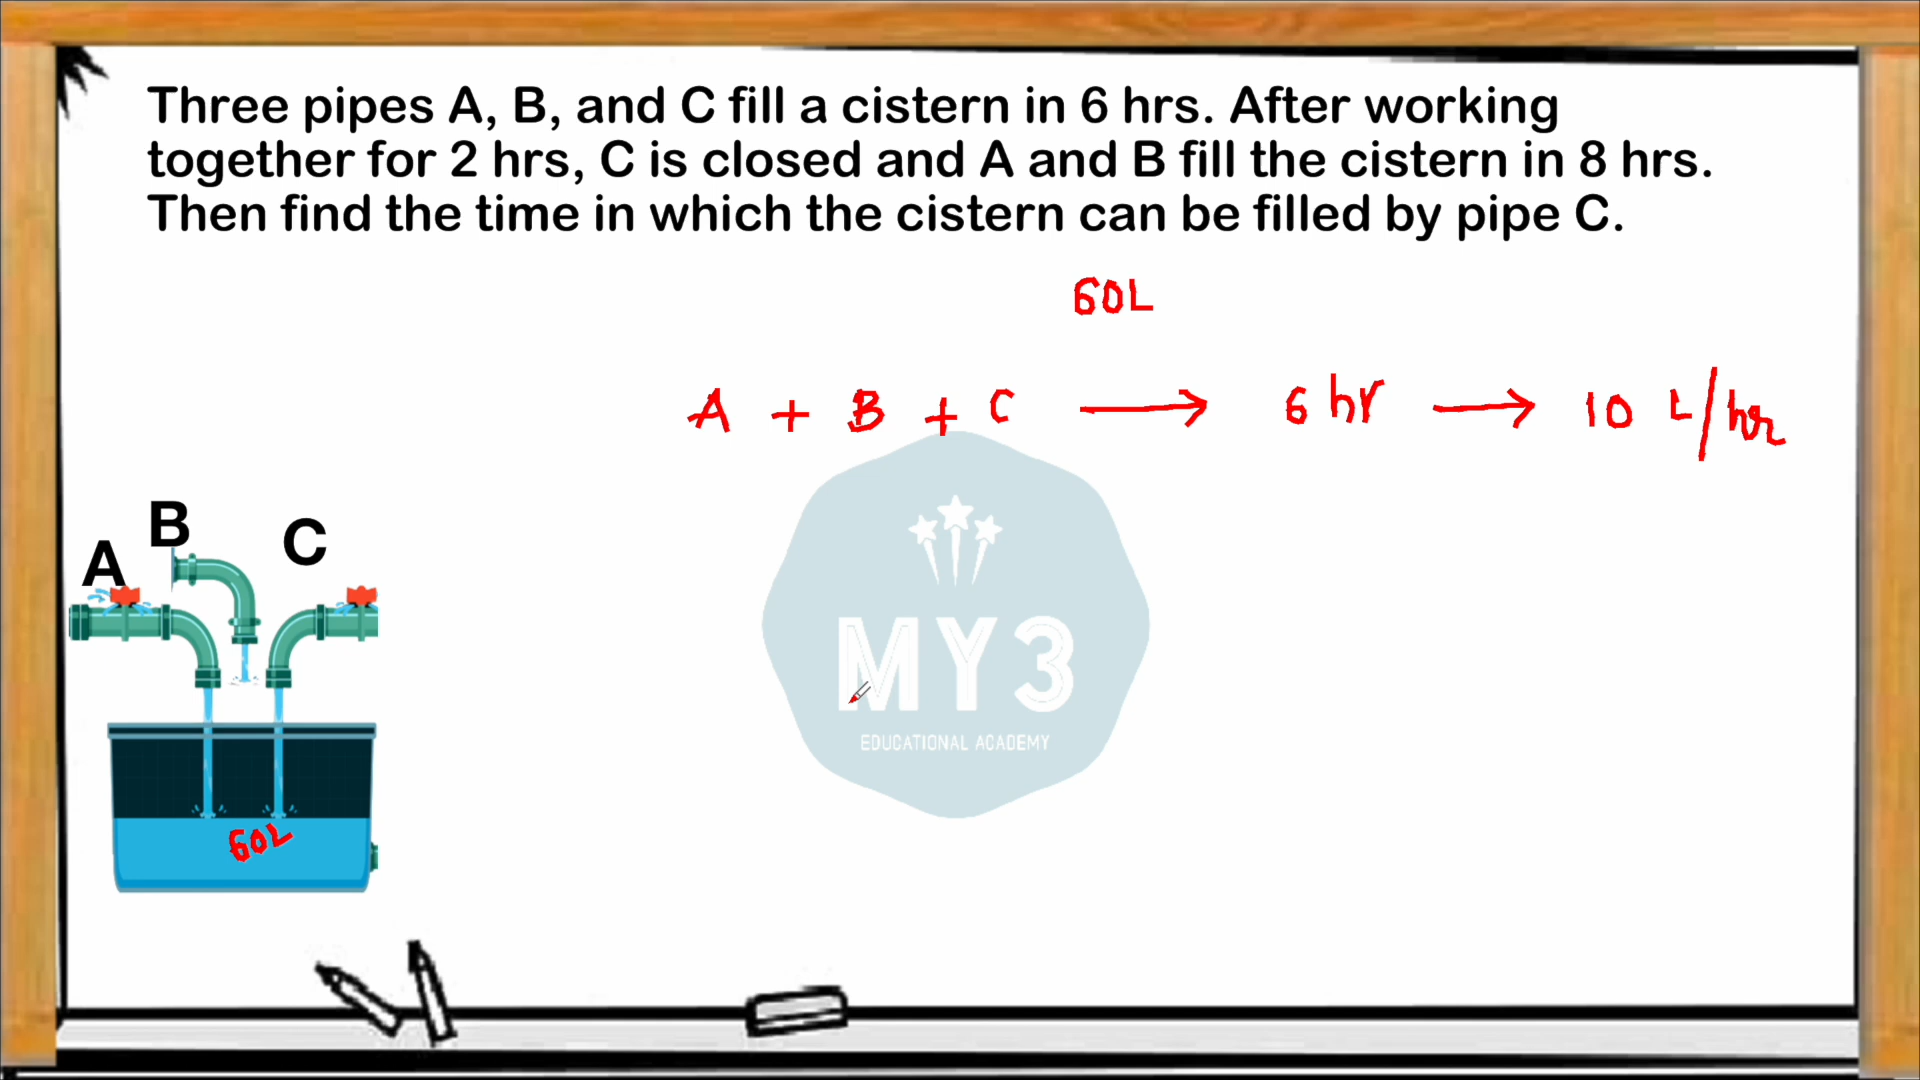 Three pipes A, B, and C fill a cistern in 6 hrs. After working
together for 2 hrs, C is closed and A and B fill the cistern in 8 hrs.
Then find the time in which the cistern can be filled by pipe C.
60L
A + B + C → 6 hr → 10 L/hr
B
C
A
MY3
EDUCATIONAL ACADEMY
60L